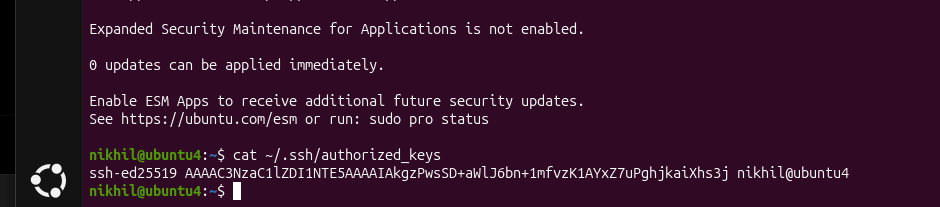 Expanded Security Maintenance for Applications is not enabled.
0 updates can be applied immediately.
Enable ESM Apps to receive additional future security updates.
See https://ubuntu.com/esm or run: sudo pro status
nikhil@ubuntu4:~$ cat ~/.ssh/authorized_keys
ssh-ed25519 AAAAC3NzaC1lZDI1NTE5AAAAIAkgzPwsSD+aWlJ6bn+1mfvzK1AYxZ7uPghjkaiXhs3j nikhil@ubuntu4
nikhil@ubuntu4:~$